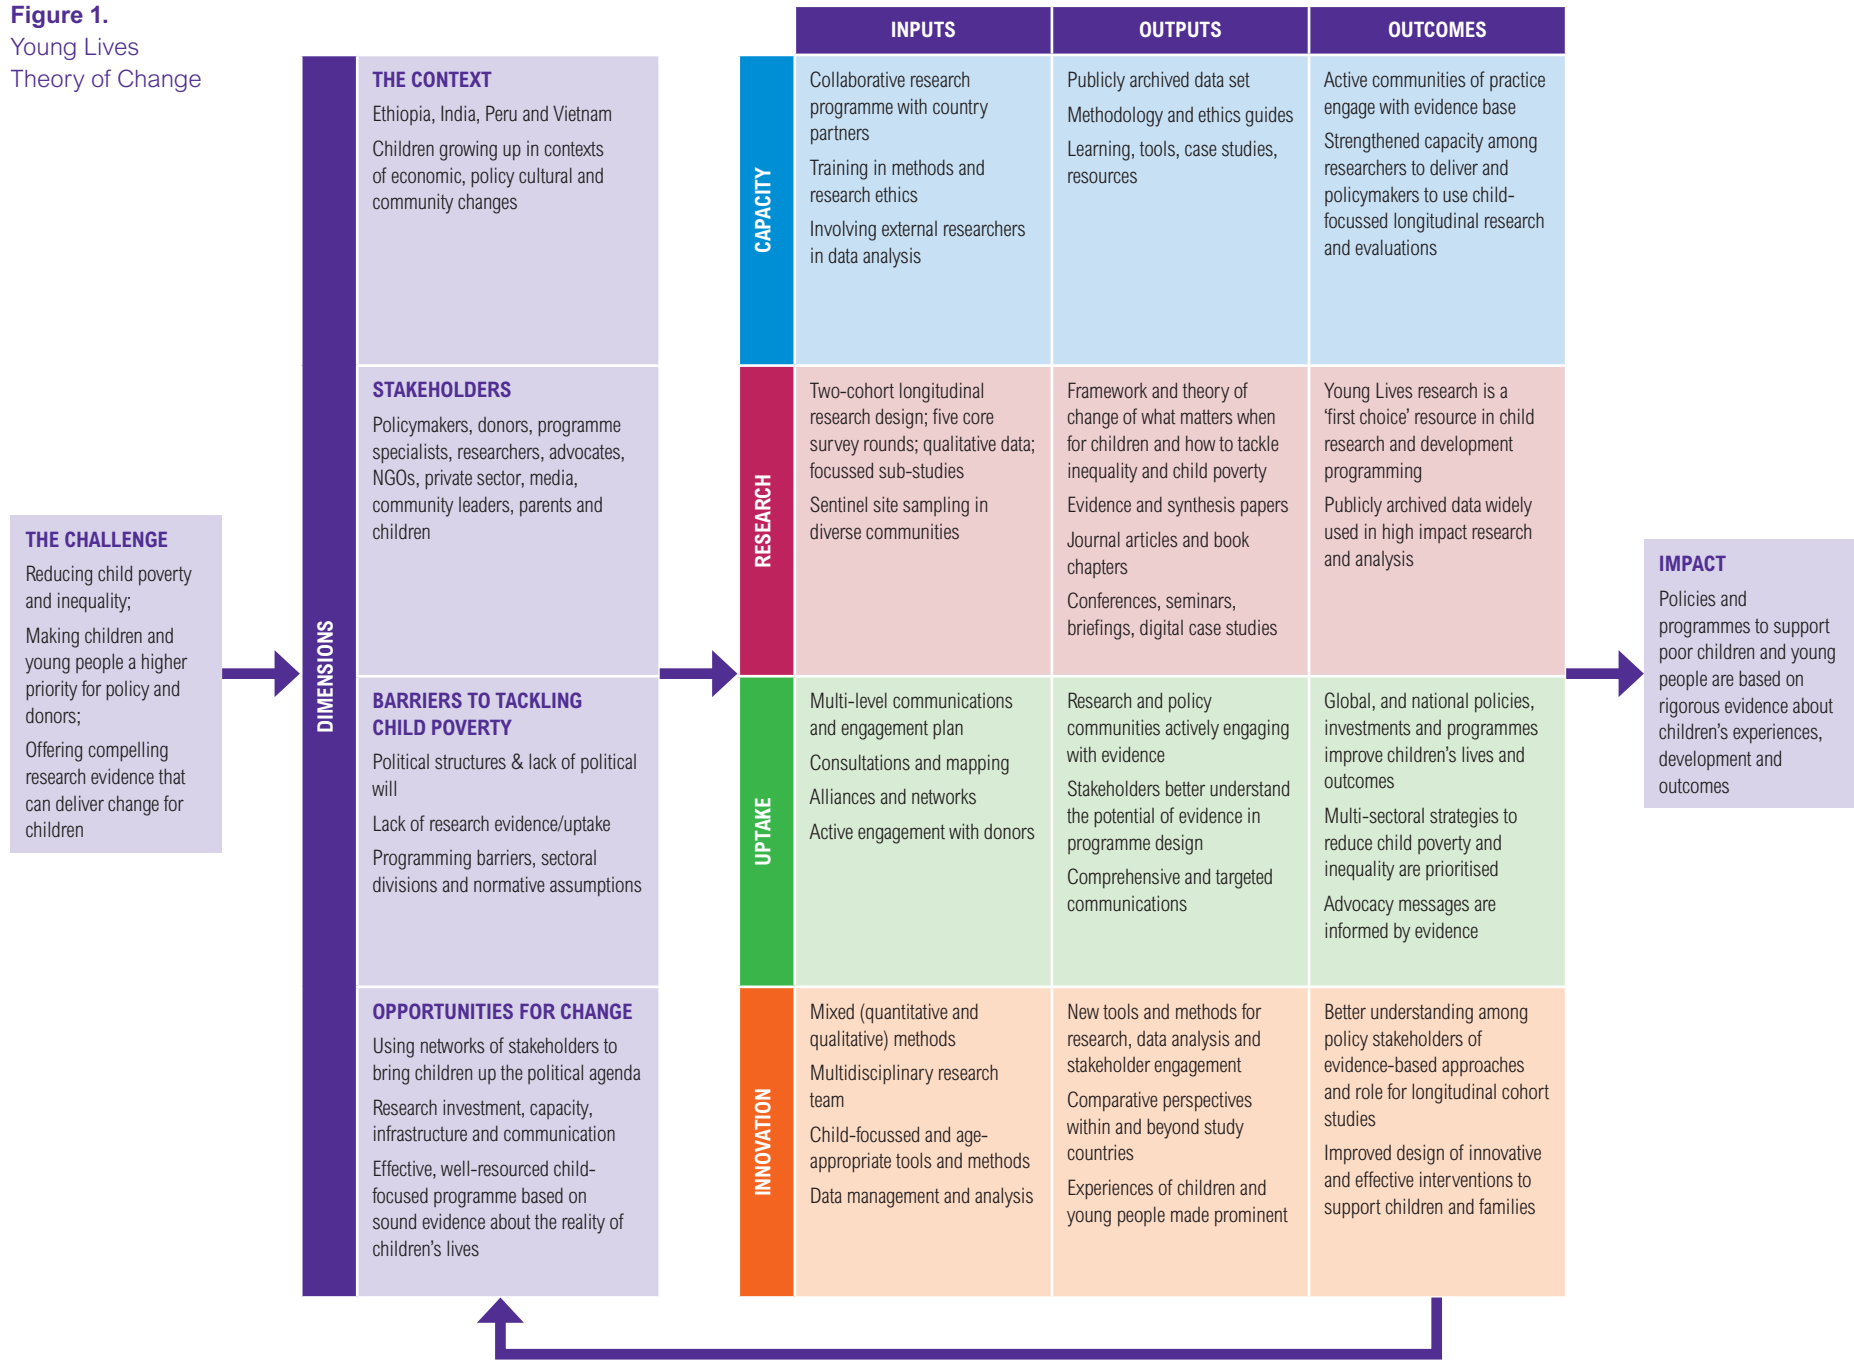 Figure 1.
Young Lives
Theory of Change
THE CHALLENGE
Reducing child poverty
and inequality;
Making children and
young people a higher
priority for policy and
donors;
Offering compelling
research evidence that
can deliver change for
children
DIMENSIONS
THE CONTEXT
Ethiopia, India, Peru and Vietnam
Children growing up in contexts
of economic, policy cultural and
community changes
STAKEHOLDERS
Policymakers, donors, programme
specialists, researchers, advocates,
NGOs, private sector, media,
community leaders, parents and
children
BARRIERS TO TACKLING
CHILD POVERTY
Political structures & lack of political
will
Lack of research evidence/uptake
Programming barriers, sectoral
divisions and normative assumptions
OPPORTUNITIES FOR CHANGE
Using networks of stakeholders to
bring children up the political agenda
Research investment, capacity,
infrastructure and communication
Effective, well-resourced child-
focused programme based on
sound evidence about the reality of
children’s lives
INPUTS
OUTPUTS
OUTCOMES
CAPACITY
Collaborative research
programme with country
partners
Training in methods and
research ethics
Involving external researchers
in data analysis
Publicly archived data set
Methodology and ethics guides
Learning, tools, case studies,
resources
Active communities of practice
engage with evidence base
Strengthened capacity among
researchers to deliver and
policymakers to use child-
focussed longitudinal research
and evaluations
RESEARCH
Two-cohort longitudinal
research design; five core
survey rounds; qualitative data;
focussed sub-studies
Sentinel site sampling in
diverse communities
Framework and theory of
change of what matters when
for children and how to tackle
inequality and child poverty
Evidence and synthesis papers
Journal articles and book
chapters
Conferences, seminars,
briefings, digital case studies
Young Lives research is a
‘first choice’ resource in child
research and development
programming
Publicly archived data widely
used in high impact research
and analysis
UPTAKE
Multi-level communications
and engagement plan
Consultations and mapping
Alliances and networks
Active engagement with donors
Research and policy
communities actively engaging
with evidence
Stakeholders better understand
the potential of evidence in
programme design
Comprehensive and targeted
communications
Global, and national policies,
investments and programmes
improve children’s lives and
outcomes
Multi-sectoral strategies to
reduce child poverty and
inequality are prioritised
Advocacy messages are
informed by evidence
INNOVATION
Mixed (quantitative and
qualitative) methods
Multidisciplinary research
team
Child-focussed and age-
appropriate tools and methods
Data management and analysis
New tools and methods for
research, data analysis and
stakeholder engagement
Comparative perspectives
within and beyond study
countries
Experiences of children and
young people made prominent
Better understanding among
policy stakeholders of
evidence-based approaches
and role for longitudinal cohort
studies
Improved design of innovative
and effective interventions to
support children and families
IMPACT
Policies and
programmes to support
poor children and young
people are based on
rigorous evidence about
children’s experiences,
development and
outcomes